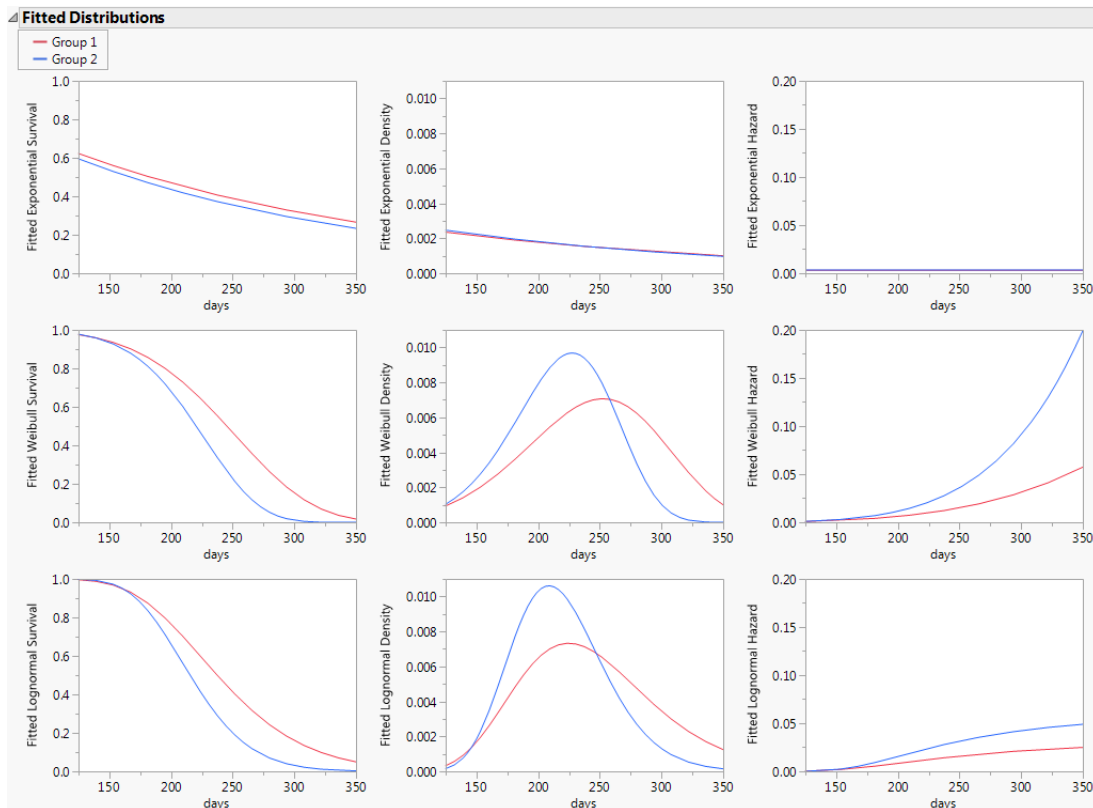 Fitted Distributions
Group 1
Group 2
Fitted Exponential Survival
1.0
0.8
0.6
0.4
0.2
0.0
150 200 250 300 350
days
Fitted Exponential Density
0.010
0.008
0.006
0.004
0.002
0.000
150 200 250 300 350
days
Fitted Exponential Hazard
0.20
0.15
0.10
0.05
0.00
150 200 250 300 350
days
Fitted Weibull Survival
1.0
0.8
0.6
0.4
0.2
0.0
150 200 250 300 350
days
Fitted Weibull Density
0.010
0.008
0.006
0.004
0.002
0.000
150 200 250 300 350
days
Fitted Weibull Hazard
0.20
0.15
0.10
0.05
0.00
150 200 250 300 350
days
Fitted Lognormal Survival
1.0
0.8
0.6
0.4
0.2
0.0
150 200 250 300 350
days
Fitted Lognormal Density
0.010
0.008
0.006
0.004
0.002
0.000
150 200 250 300 350
days
Fitted Lognormal Hazard
0.20
0.15
0.10
0.05
0.00
150 200 250 300 350
days